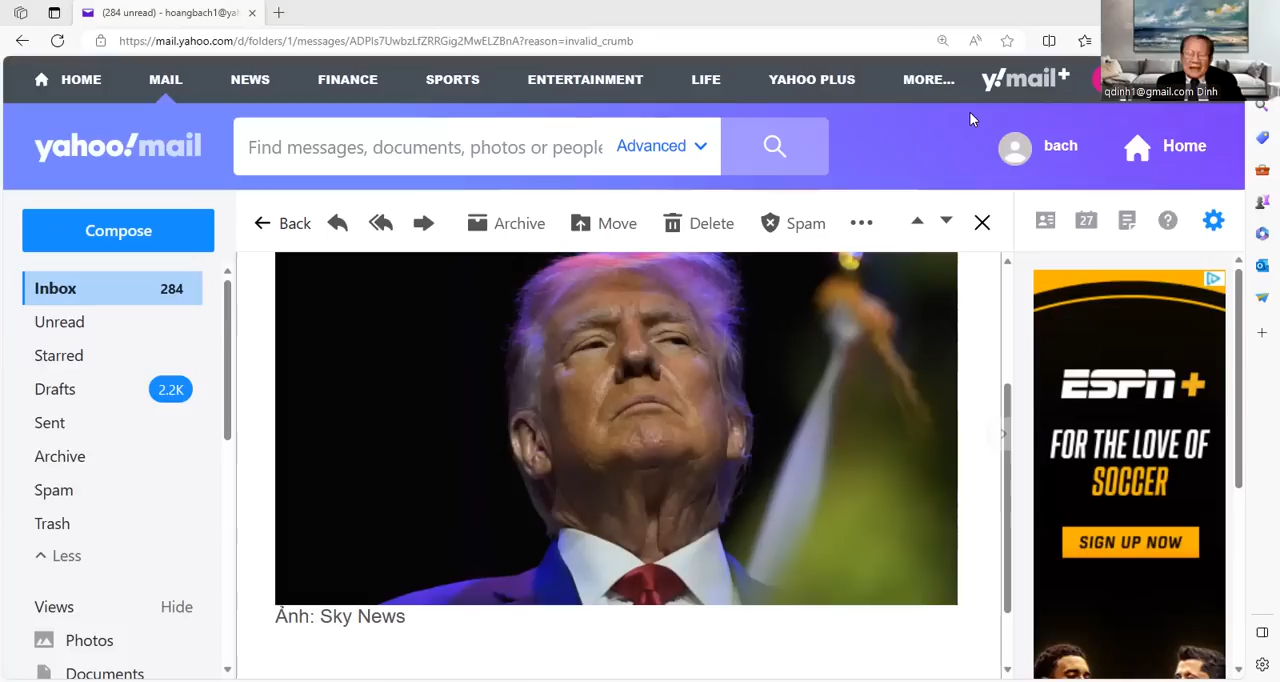 (284 unread) - hoangbach1@ya
https://mail.yahoo.com/d/folders/1/messages/ADPIs7UwbzLfZRRGig2MwELZBnA?reason=invalid_crumb
qdinh1@gmail.com Dinh
HOME MAIL NEWS FINANCE SPORTS ENTERTAINMENT LIFE YAHOO PLUS MORE... y!mail+
yahoo!mail
Find messages, documents, photos or people
Advanced
bach
Home
Compose
Back Archive Move Delete Spam
27
Inbox 284
Unread
Starred
Drafts 2.2K
Sent
Archive
Spam
Trash
Less
Views Hide
Photos
Documents
Ảnh: Sky News
ESPN+
FOR THE LOVE OF
SOCCER
SIGN UP NOW